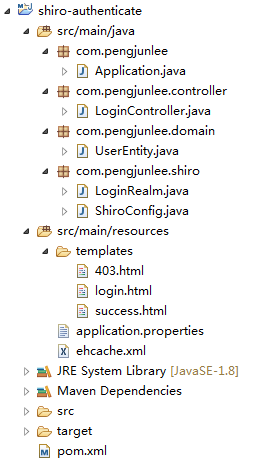 shiro-authenticate
src/main/java
com.pengjunlee
Application.java
com.pengjunlee.controller
LoginController.java
com.pengjunlee.domain
UserEntity.java
com.pengjunlee.shiro
LoginRealm.java
ShiroConfig.java
src/main/resources
templates
403.html
login.html
success.html
application.properties
ehcache.xml
JRE System Library [JavaSE-1.8]
Maven Dependencies
src
target
pom.xml